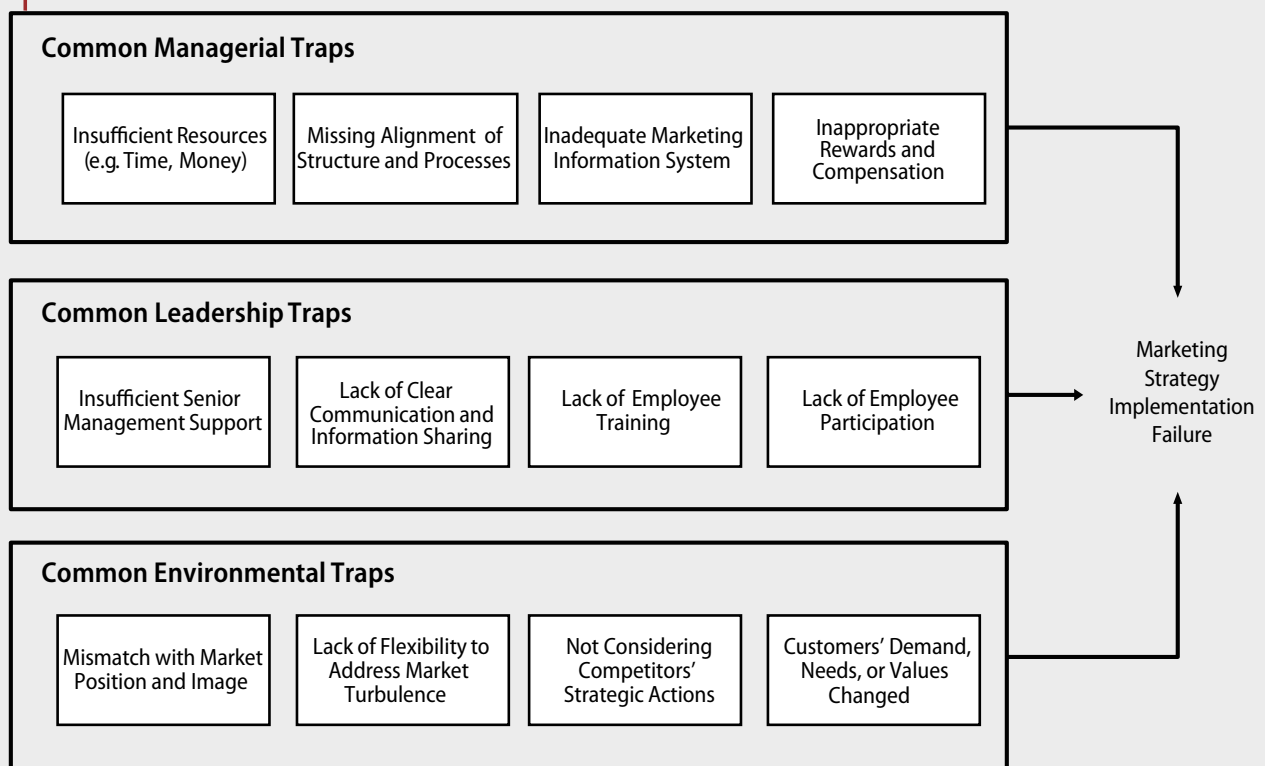 Common Managerial Traps
Insufficient Resources
(e.g. Time, Money)
Missing Alignment of
Structure and Processes
Inadequate Marketing
Information System
Inappropriate
Rewards and
Compensation
Common Leadership Traps
Insufficient Senior
Management Support
Lack of Clear
Communication and
Information Sharing
Lack of Employee
Training
Lack of Employee
Participation
Marketing
Strategy
Implementation
Failure
Common Environmental Traps
Mismatch with Market
Position and Image
Lack of Flexibility to
Address Market
Turbulence
Not Considering
Competitors’
Strategic Actions
Customers’ Demand,
Needs, or Values
Changed